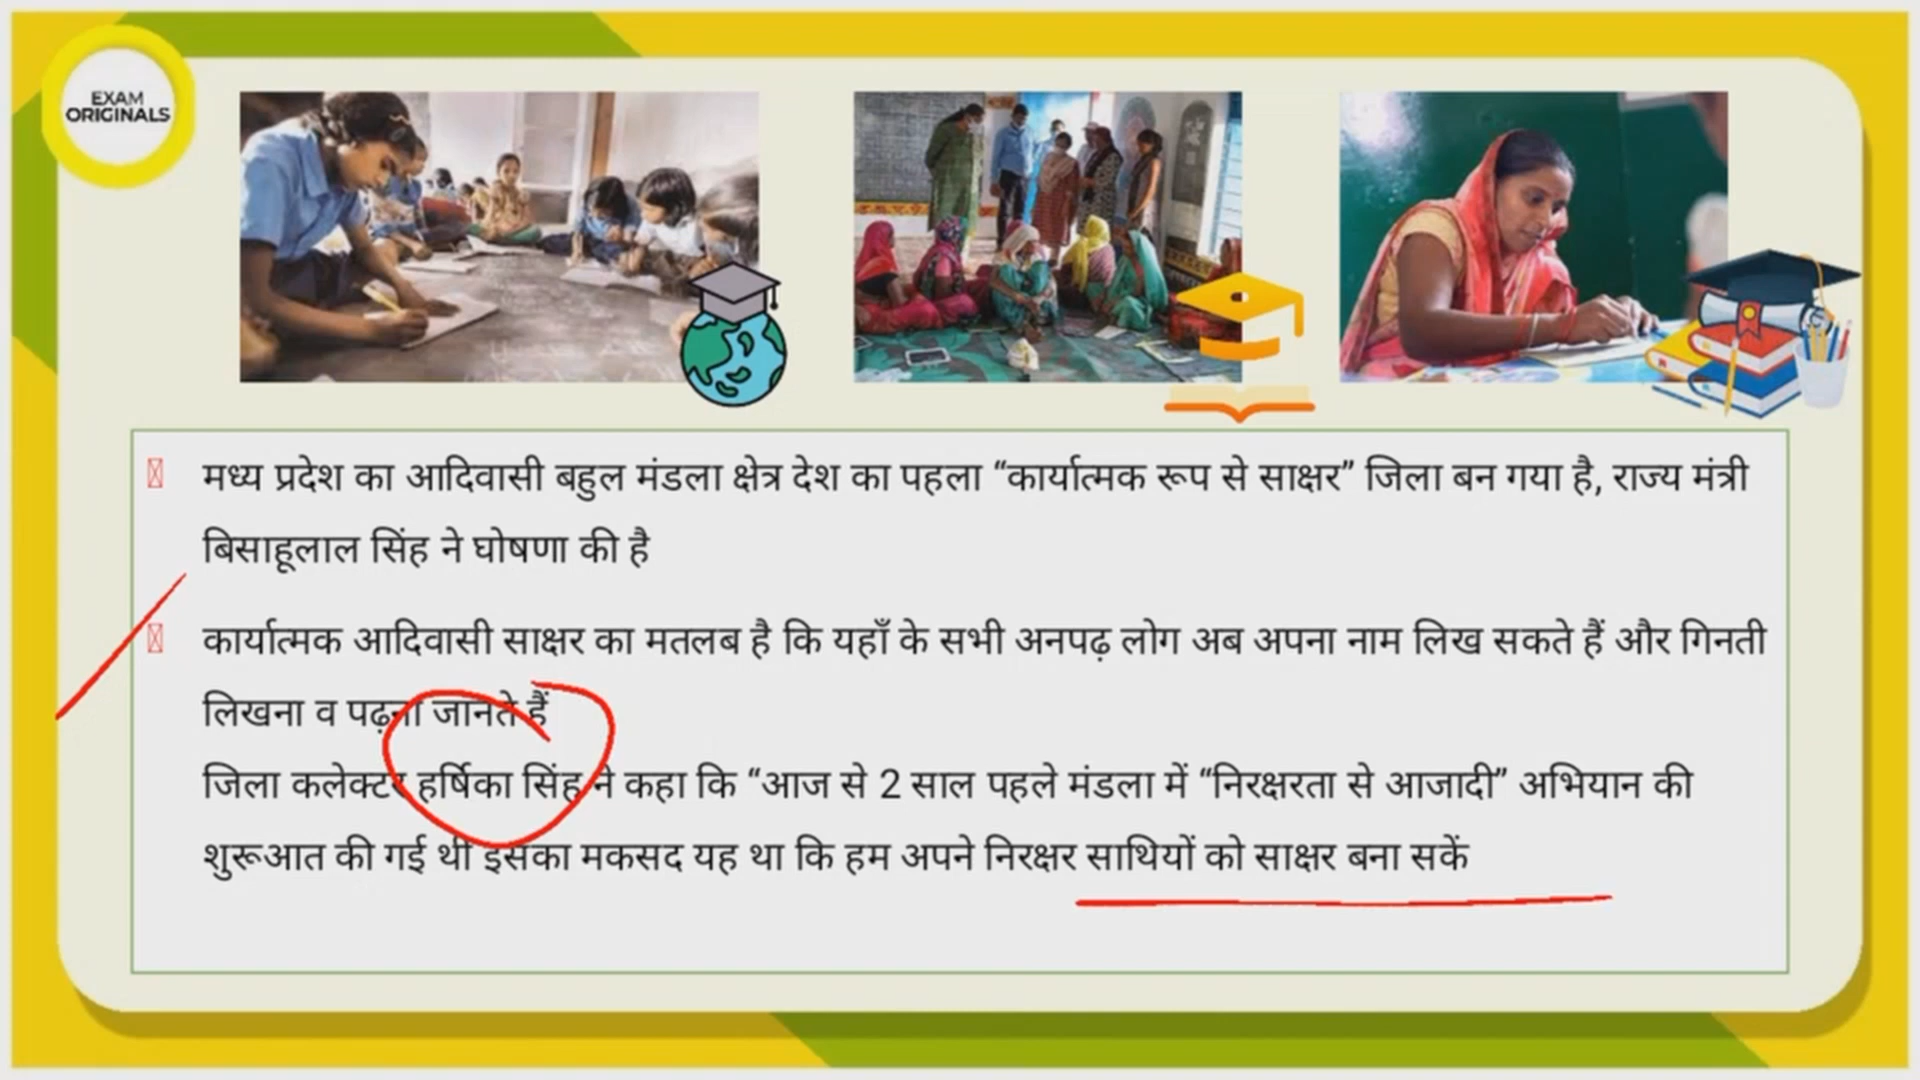 EXAM
ORIGINALS
मध्य प्रदेश का आदिवासी बहुल मंडला क्षेत्र देश का पहला “कार्यात्मक रूप से साक्षर” जिला बन गया है, राज्य मंत्री
बिसाहूलाल सिंह ने घोषणा की है
कार्यात्मक आदिवासी साक्षर का मतलब है कि यहाँ के सभी अनपढ़ लोग अब अपना नाम लिख सकते हैं और गिनती
लिखना व पढ़ना जानते हैं
जिला कलेक्टर हर्षिका सिंह ने कहा कि “आज से 2 साल पहले मंडला में “निरक्षरता से आजादी” अभियान की
शुरूआत की गई थी इसका मकसद यह था कि हम अपने निरक्षर साथियों को साक्षर बना सकें